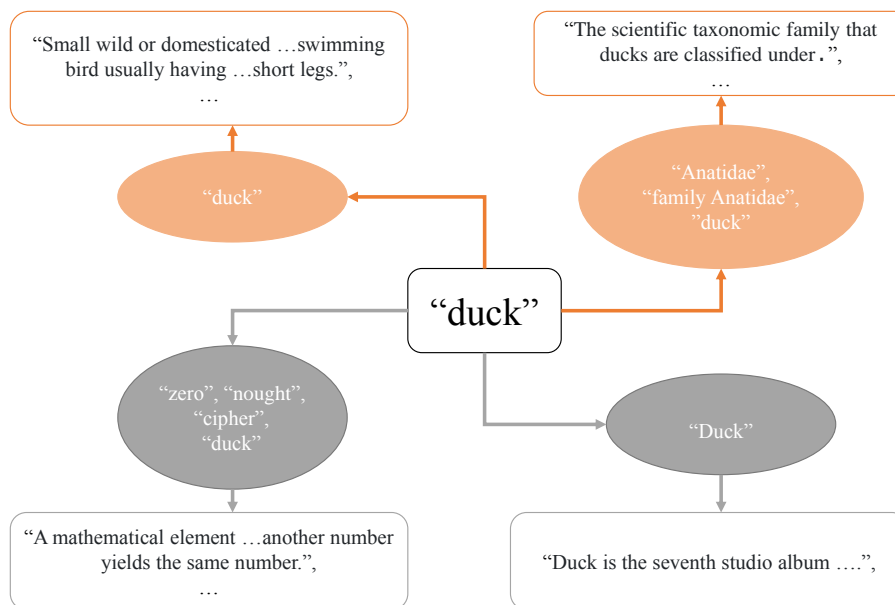 “Small wild or domesticated …swimming
bird usually having …short legs.”,
…
“The scientific taxonomic family that
ducks are classified under.”,
…
“duck”
“Anatidae”,
“family Anatidae”,
”duck”
“duck”
“zero”, “nought”,
“cipher”,
“duck”
“Duck”
“A mathematical element …another number
yields the same number.”,
…
“Duck is the seventh studio album ….”,